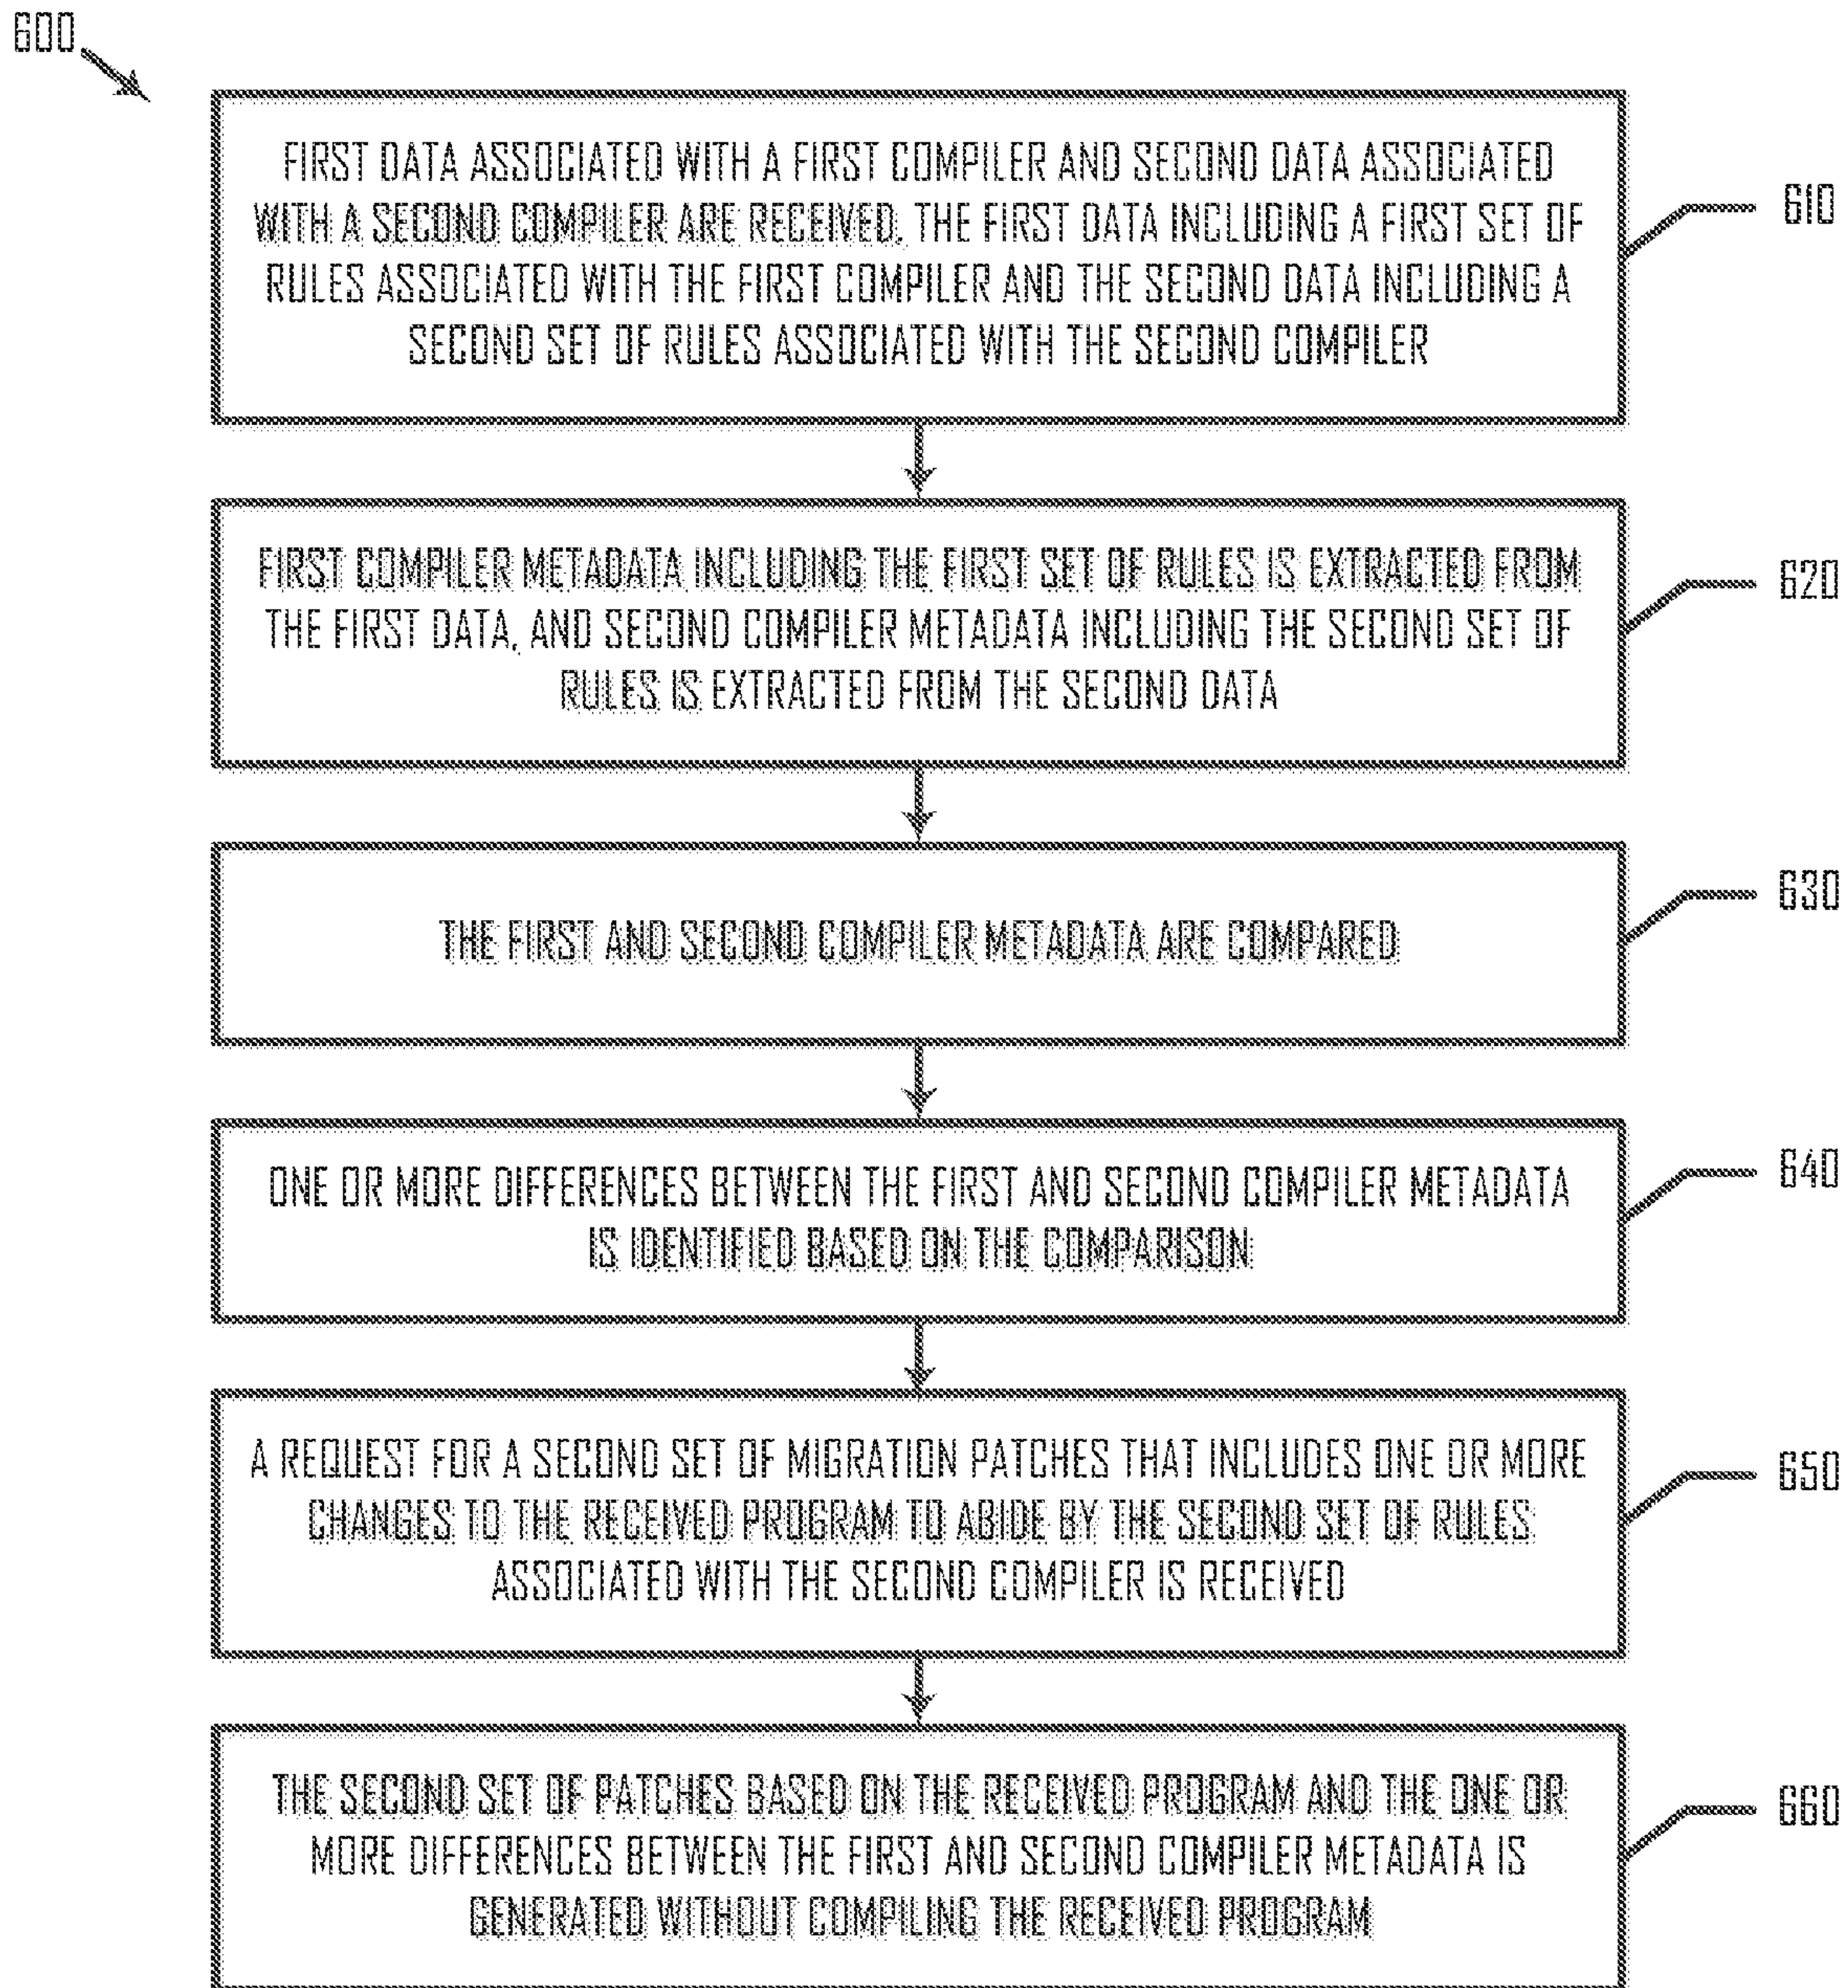 600
FIRST DATA ASSOCIATED WITH A FIRST COMPILER AND SECOND DATA ASSOCIATED
WITH A SECOND COMPILER ARE RECEIVED, THE FIRST DATA INCLUDING A FIRST SET OF
RULES ASSOCIATED WITH THE FIRST COMPILER AND THE SECOND DATA INCLUDING A
SECOND SET OF RULES ASSOCIATED WITH THE SECOND COMPILER
610
FIRST COMPILER METADATA INCLUDING THE FIRST SET OF RULES IS EXTRACTED FROM
THE FIRST DATA, AND SECOND COMPILER METADATA INCLUDING THE SECOND SET OF
RULES IS EXTRACTED FROM THE SECOND DATA
620
THE FIRST AND SECOND COMPILER METADATA ARE COMPARED
630
ONE OR MORE DIFFERENCES BETWEEN THE FIRST AND SECOND COMPILER METADATA
IS IDENTIFIED BASED ON THE COMPARISON
640
A REQUEST FOR A SECOND SET OF MIGRATION PATCHES THAT INCLUDES ONE OR MORE
CHANGES TO THE RECEIVED PROGRAM TO ABIDE BY THE SECOND SET OF RULES
ASSOCIATED WITH THE SECOND COMPILER IS RECEIVED
650
THE SECOND SET OF PATCHES BASED ON THE RECEIVED PROGRAM AND THE ONE OR
MORE DIFFERENCES BETWEEN THE FIRST AND SECOND COMPILER METADATA IS
GENERATED WITHOUT COMPILING THE RECEIVED PROGRAM
660